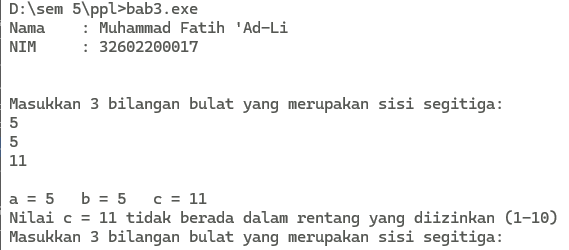 D:\sem 5\ppl>bab3.exe
Nama    : Muhammad Fatih 'Ad-Li
NIM     : 32602200017
Masukkan 3 bilangan bulat yang merupakan sisi segitiga:
5
5
11
a = 5   b = 5   c = 11
Nilai c = 11 tidak berada dalam rentang yang diizinkan (1-10)
Masukkan 3 bilangan bulat yang merupakan sisi segitiga: